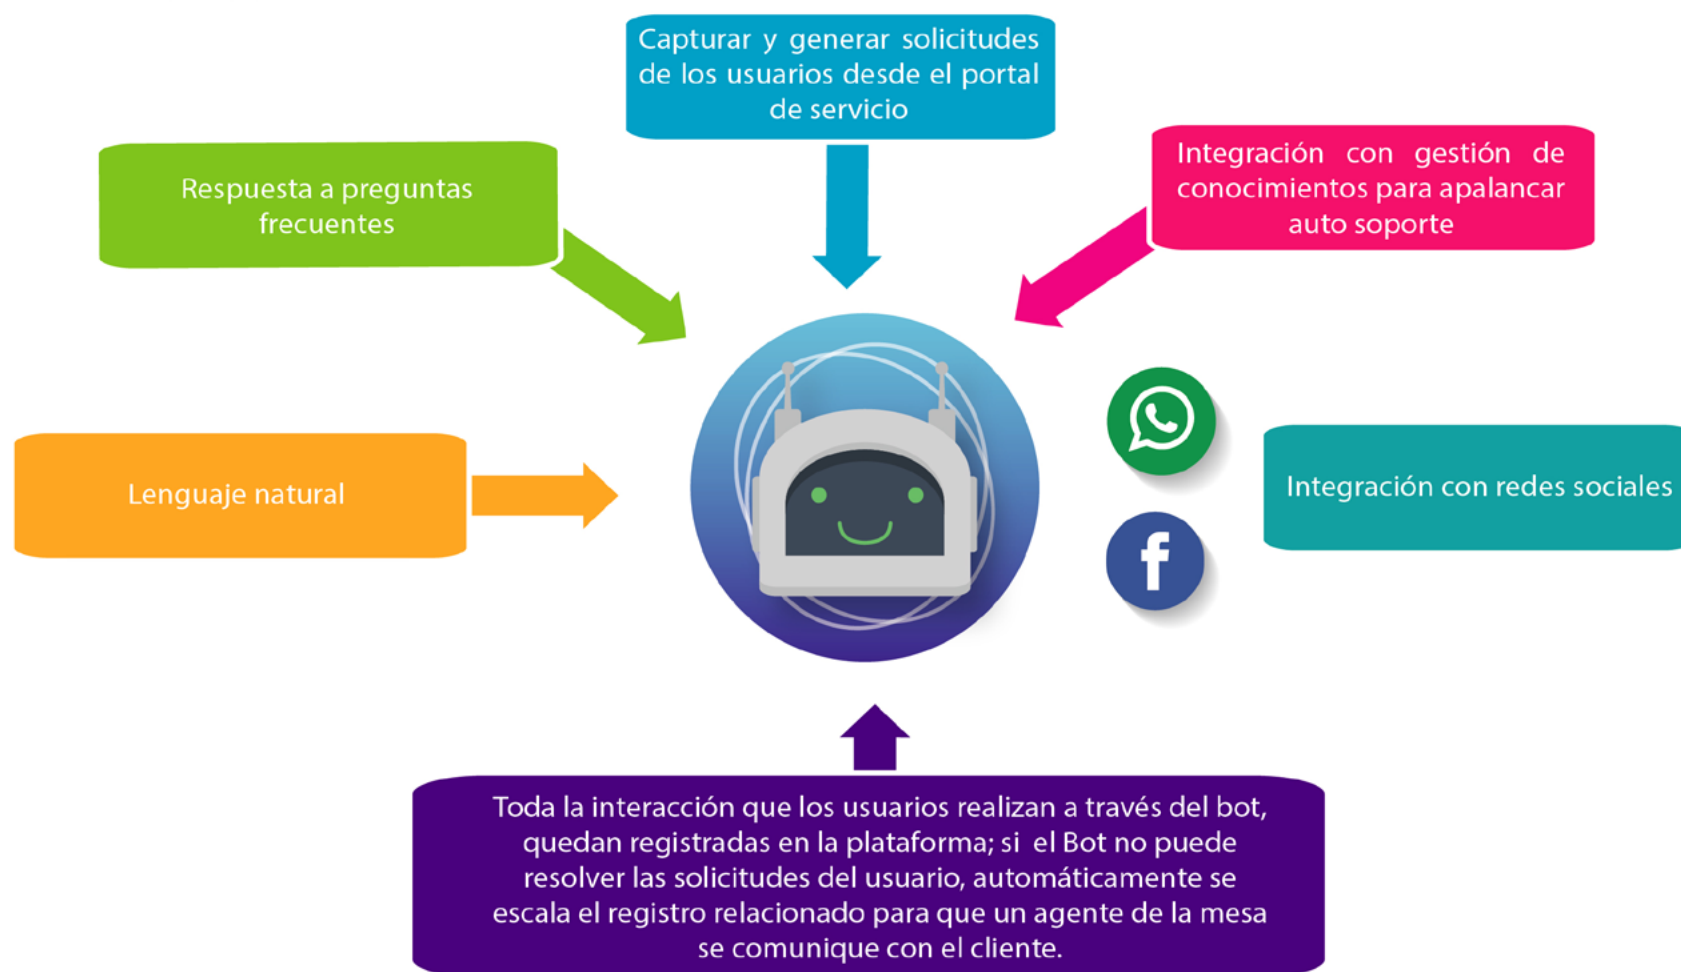 Capturar y generar solicitudes
de los usuarios desde el portal
de servicio
Respuesta a preguntas
frecuentes
Integración con gestión de
conocimientos para apalancar
auto soporte
Lenguaje natural
Integración con redes sociales
Toda la interacción que los usuarios realizan a través del bot,
quedan registradas en la plataforma; si el Bot no puede
resolver las solicitudes del usuario, automáticamente se
escala el registro relacionado para que un agente de la mesa
se comunique con el cliente.